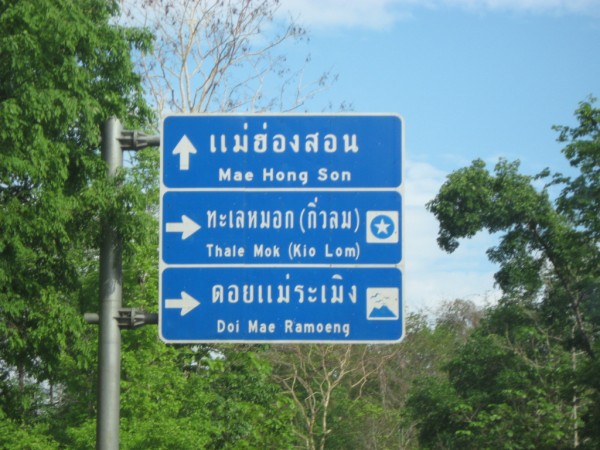 แม่ฮ่องสอน
Mae Hong Son
ทะเลหมอก (กิ่วลม)
Thale Mok (Kio Lom)
ดอยแม่ระเมิง
Doi Mae Ramoeng